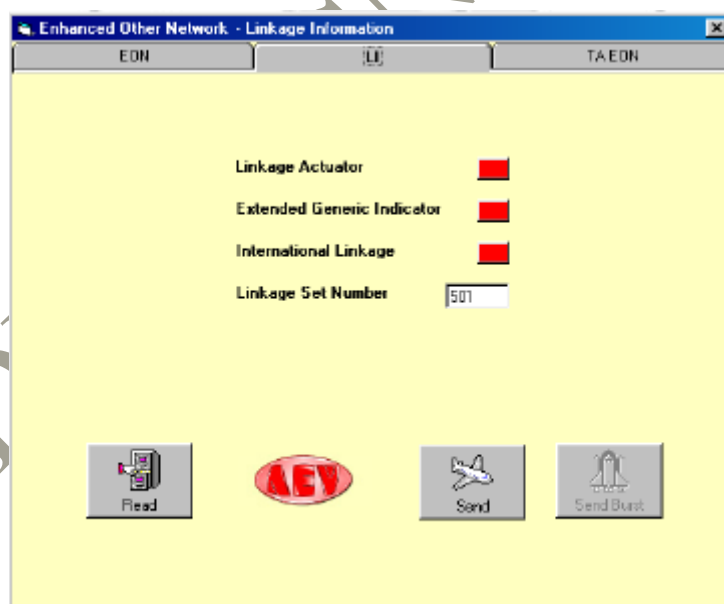 Enhanced Other Network - Linkage Information
EON LI TA EON
Linkage Actuator
Extended Generic Indicator
International Linkage
Linkage Set Number 501
AEV
Read Send Send Burst